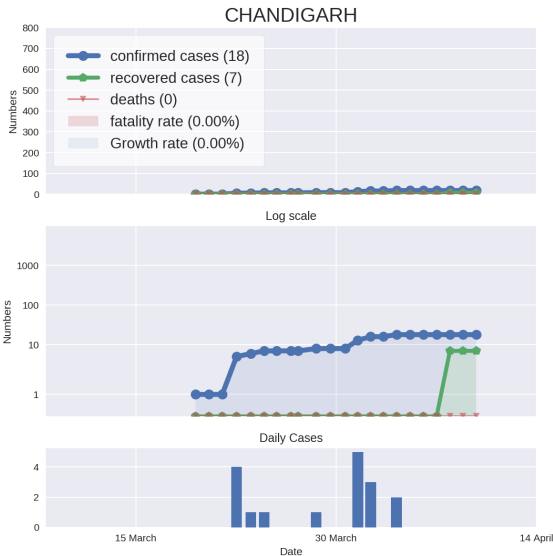 CHANDIGARH
800
700
600
500
400
300
200
100
0
Numbers
confirmed cases (18)
recovered cases (7)
deaths (0)
fatality rate (0.00%)
Growth rate (0.00%)
Log scale
1000
100
10
1
Numbers
Daily Cases
4
2
0
15 March 30 March 14 April
Date